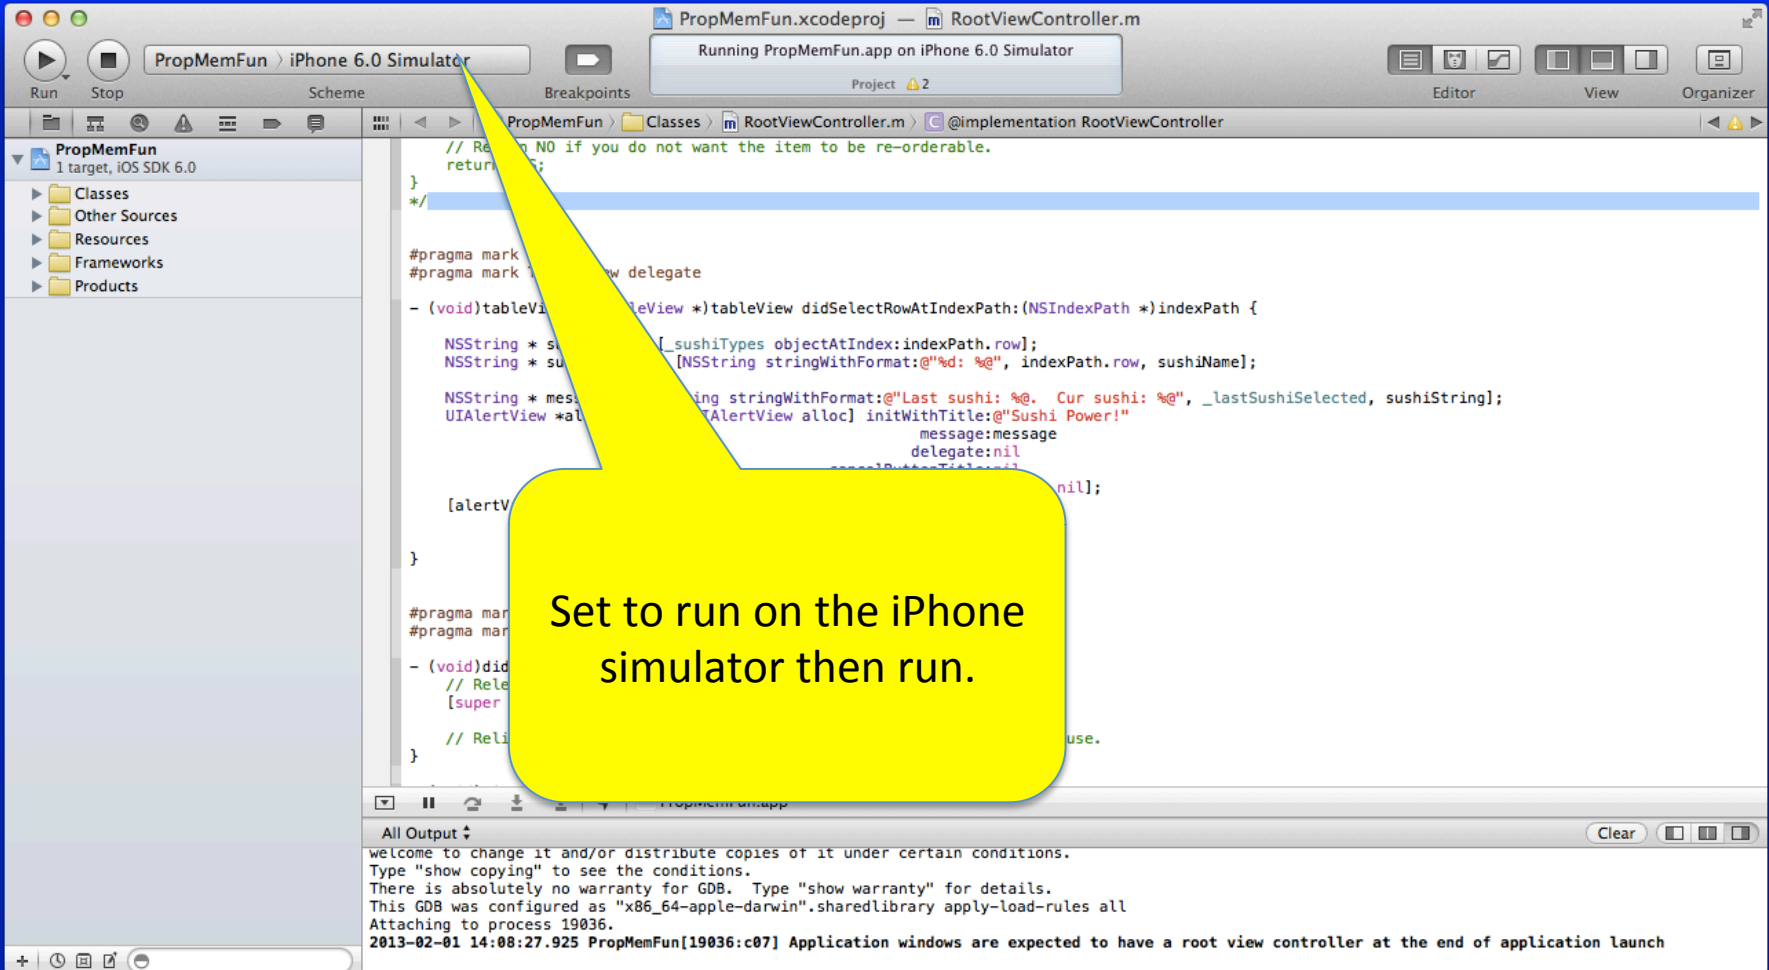 PropMemFun.xcodeproj — RootViewController.m
PropMemFun › iPhone 6.0 Simulator
Running PropMemFun.app on iPhone 6.0 Simulator
Project 2
Run Stop Scheme Breakpoints Editor View Organizer
PropMemFun › Classes › RootViewController.m › @implementation RootViewController
PropMemFun
1 target, iOS SDK 6.0
Classes
Other Sources
Resources
Frameworks
Products
// Re NO if you do not want the item to be re-orderable.
retur S;
}
*/
#pragma mark
#pragma mark delegate
- (void)tableVi eView *)tableView didSelectRowAtIndexPath:(NSIndexPath *)indexPath {
NSString * s [_sushiTypes objectAtIndex:indexPath.row];
NSString * su [NSString stringWithFormat:@"%d: %@", indexPath.row, sushiName];
NSString * mes ing stringWithFormat:@"Last sushi: %@.  Cur sushi: %@", _lastSushiSelected, sushiString];
UIAlertView *al IAlertView alloc] initWithTitle:@"Sushi Power!"
message:message
delegate:nil
cancelButtonTitle:nil
nil];
[alertV
}
#pragma mar
#pragma mar
- (void)did
// Rele
[super
// Reli use.
}
Set to run on the iPhone
simulator then run.
PropMemFun.app
All Output Clear
welcome to change it and/or distribute copies of it under certain conditions.
Type "show copying" to see the conditions.
There is absolutely no warranty for GDB.  Type "show warranty" for details.
This GDB was configured as "x86_64-apple-darwin".sharedlibrary apply-load-rules all
Attaching to process 19036.
2013-02-01 14:08:27.925 PropMemFun[19036:c07] Application windows are expected to have a root view controller at the end of application launch